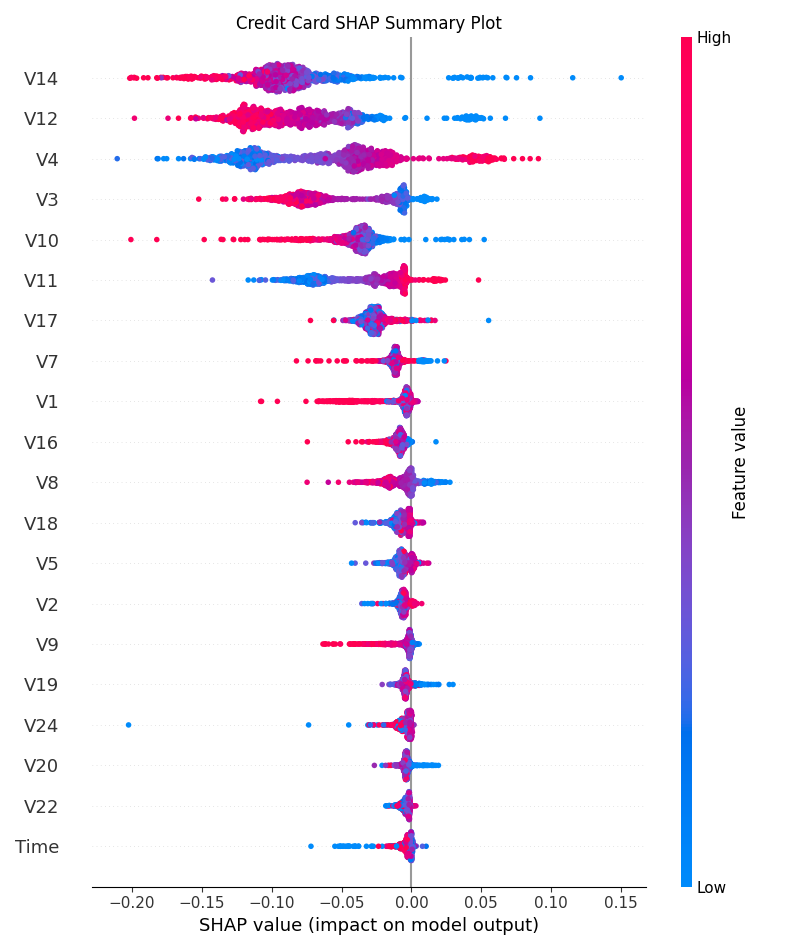 Credit Card SHAP Summary Plot
High
V14
V12
V4
V3
V10
V11
V17
V7
V1
V16
V8
V18
V5
V2
V9
V19
V24
V20
V22
Time
Feature value
Low
−0.20 −0.15 −0.10 −0.05 0.00 0.05 0.10 0.15
SHAP value (impact on model output)